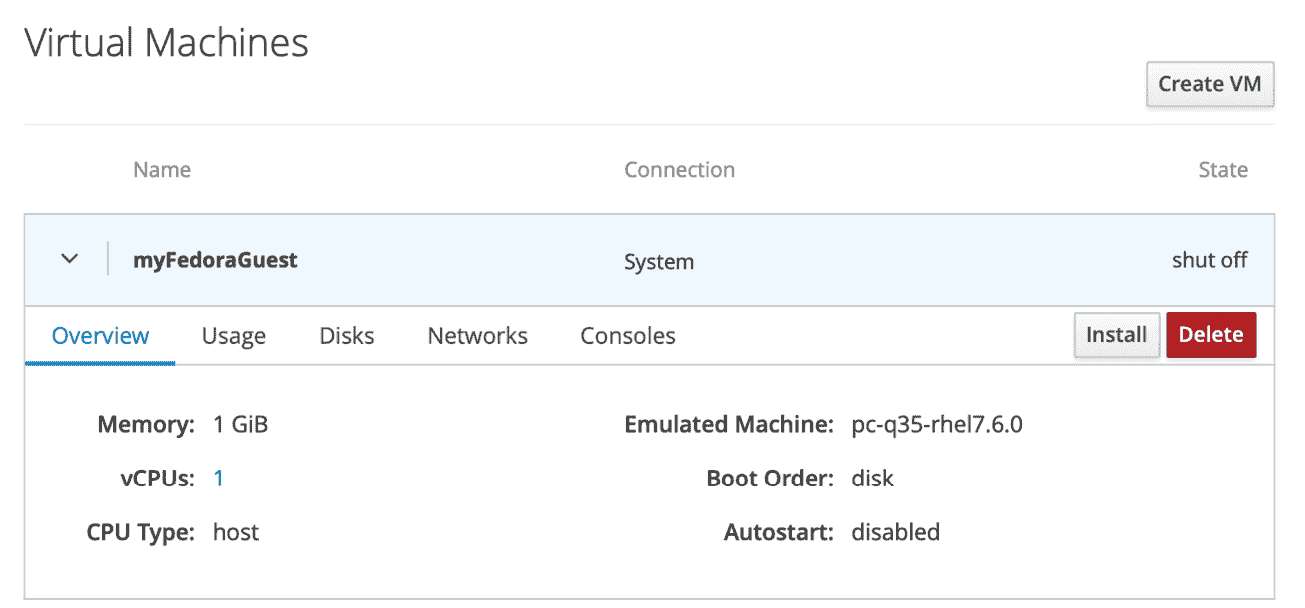 Virtual Machines
Create VM
Name Connection State
myFedoraGuest System shut off
Overview Usage Disks Networks Consoles Install Delete
Memory: 1 GiB Emulated Machine: pc-q35-rhel7.6.0
vCPUs: 1 Boot Order: disk
CPU Type: host Autostart: disabled